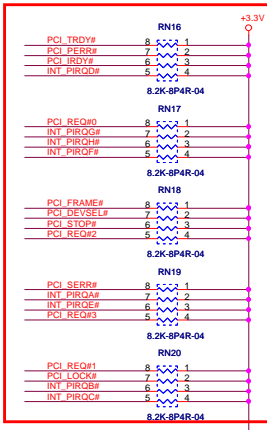 RN16
+3.3V
PCI_TRDY# 8 1
PCI_PERR# 7 2
PCI_IRDY# 6 3
INT_PIRQD# 5 4
8.2K-8P4R-04
RN17
PCI_REQ#0 8 1
INT_PIRQG# 7 2
INT_PIRQH# 6 3
INT_PIRQF# 5 4
8.2K-8P4R-04
RN18
PCI_FRAME# 8 1
PCI_DEVSEL# 7 2
PCI_STOP# 6 3
PCI_REQ#2 5 4
8.2K-8P4R-04
RN19
PCI_SERR# 8 1
INT_PIRQA# 7 2
INT_PIRQE# 6 3
PCI_REQ#3 5 4
8.2K-8P4R-04
RN20
PCI_REQ#1 8 1
PCI_LOCK# 7 2
INT_PIRQB# 6 3
INT_PIRQC# 5 4
8.2K-8P4R-04